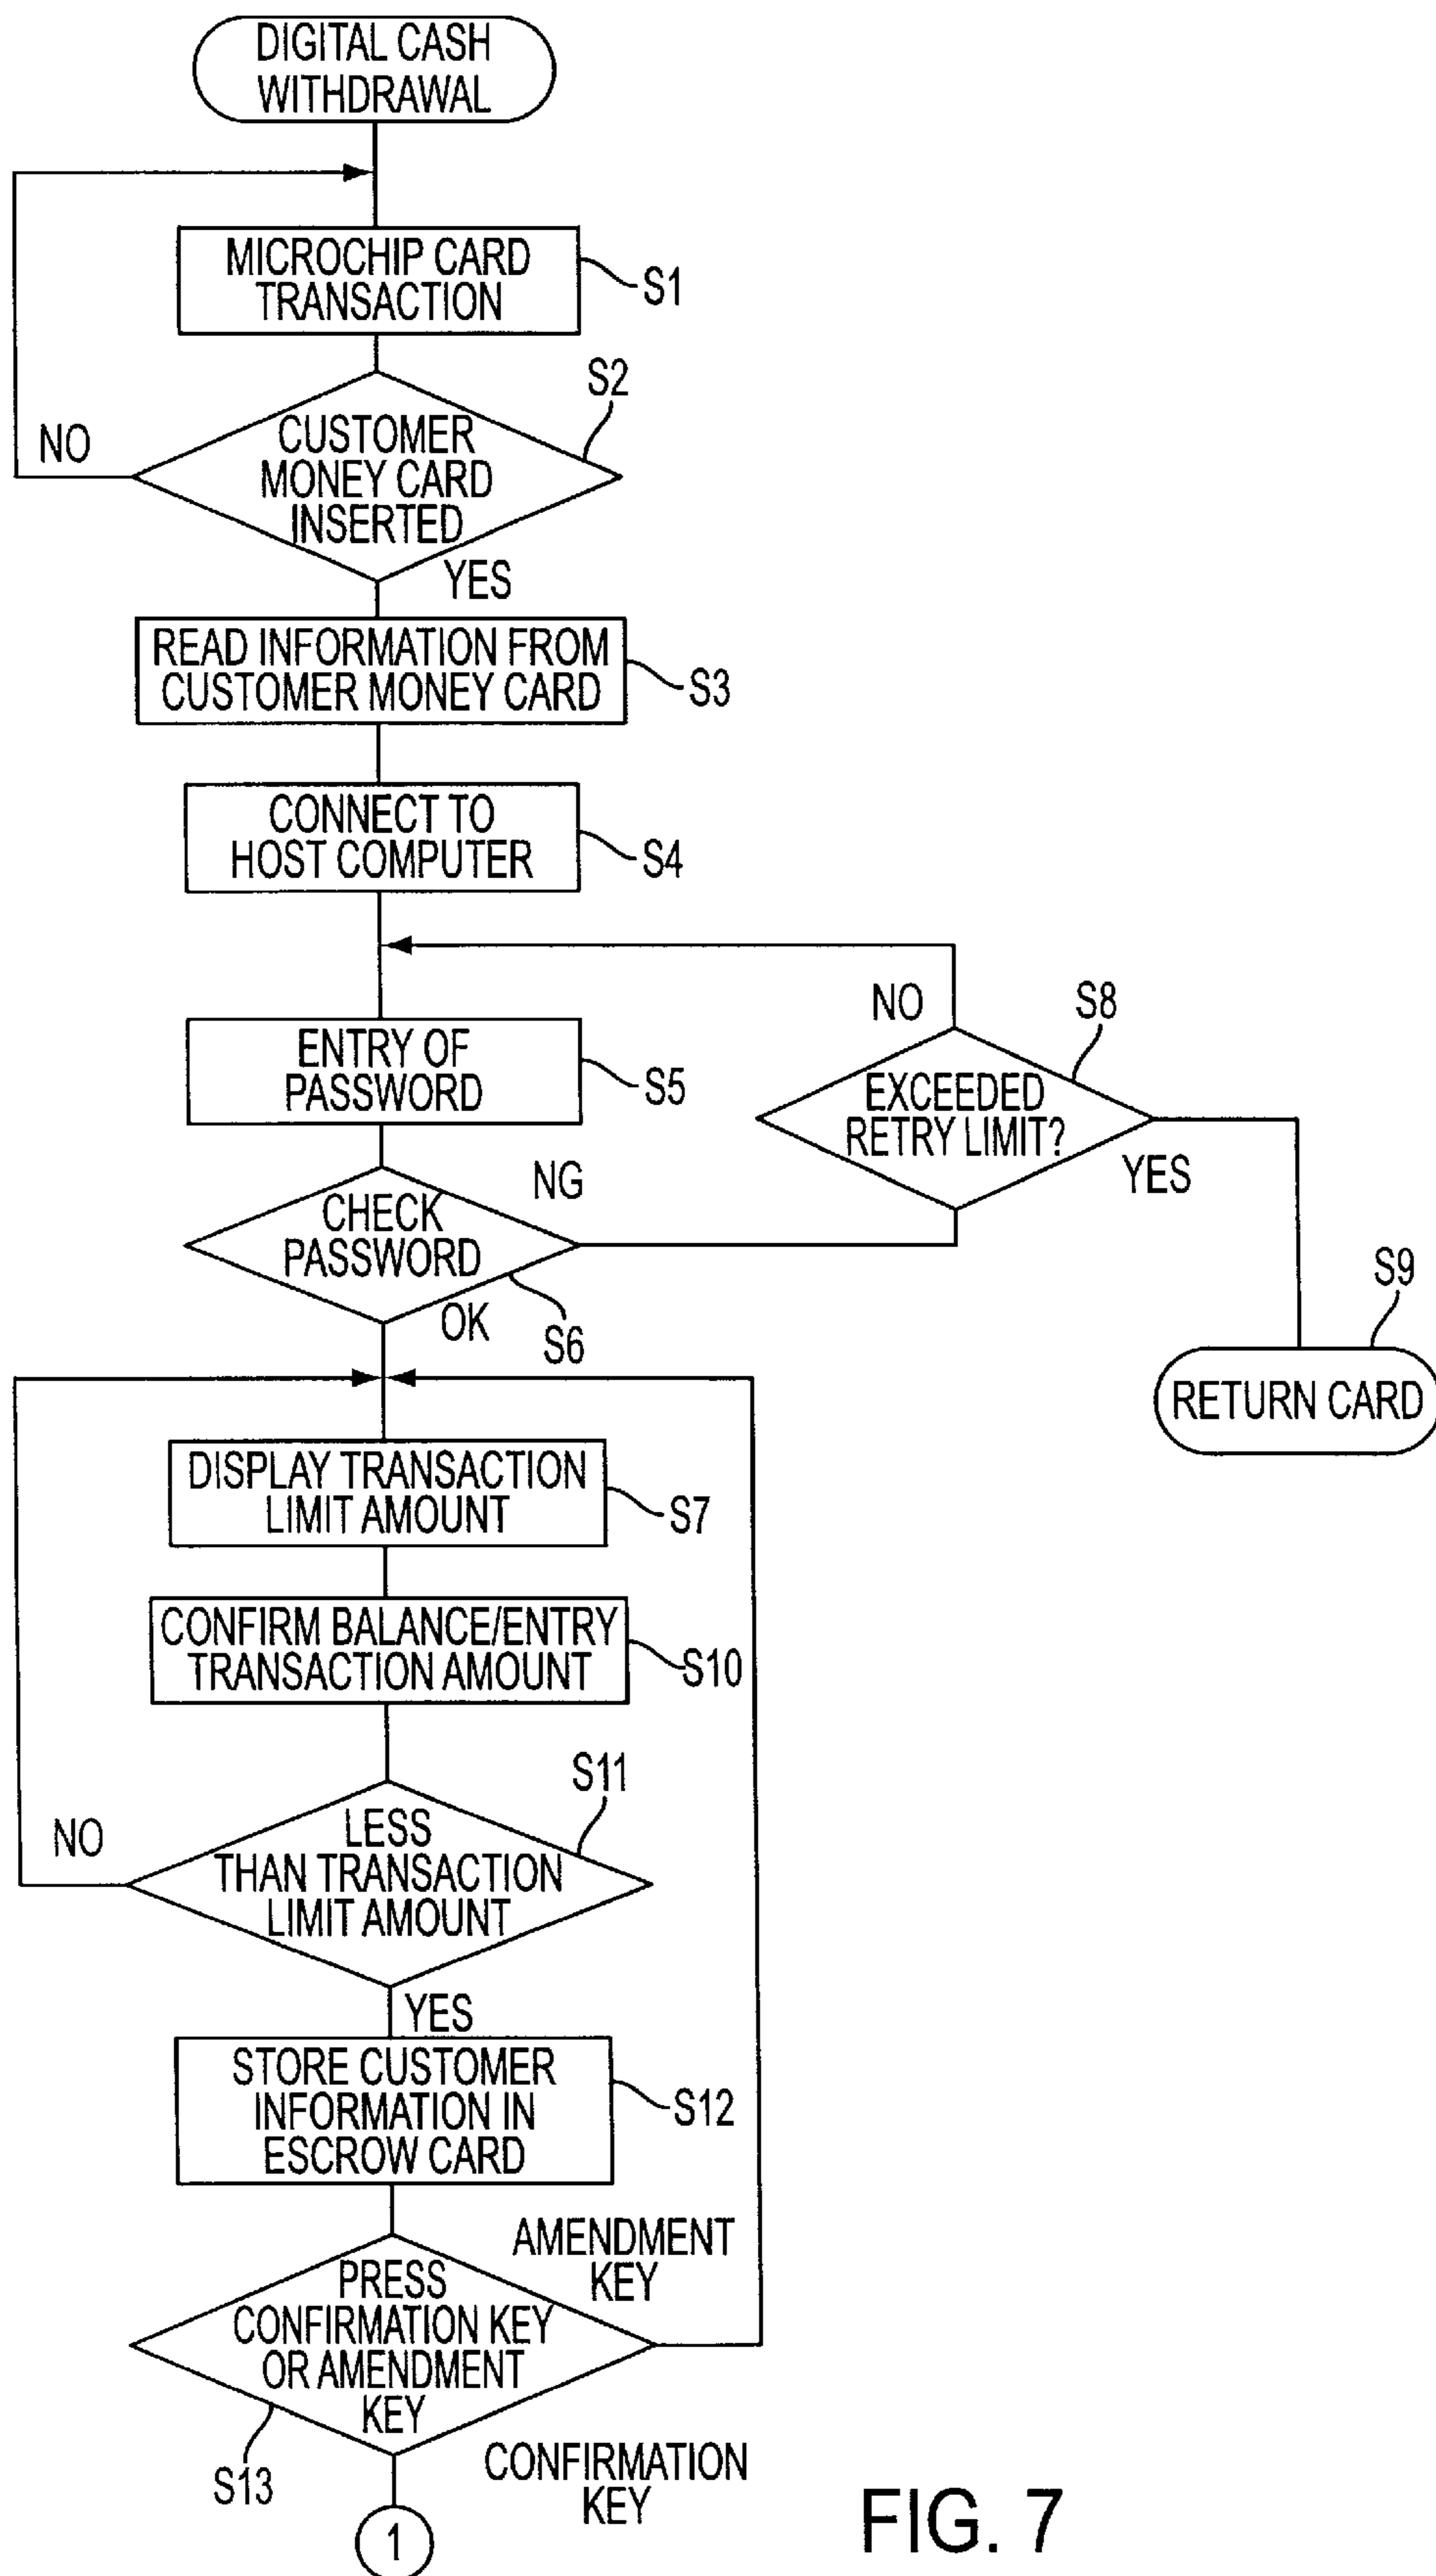 DIGITAL CASH
WITHDRAWAL
MICROCHIP CARD
TRANSACTION
S1
S2
CUSTOMER
MONEY CARD
INSERTED
NO
YES
READ INFORMATION FROM
CUSTOMER MONEY CARD
S3
CONNECT TO
HOST COMPUTER
S4
ENTRY OF
PASSWORD
S5
NO
S8
EXCEEDED
RETRY LIMIT?
YES
NG
CHECK
PASSWORD
OK
S6
S9
RETURN CARD
DISPLAY TRANSACTION
LIMIT AMOUNT
S7
CONFIRM BALANCE/ENTRY
TRANSACTION AMOUNT
S10
S11
NO
LESS
THAN TRANSACTION
LIMIT AMOUNT
YES
STORE CUSTOMER
INFORMATION IN
ESCROW CARD
S12
AMENDMENT
KEY
PRESS
CONFIRMATION KEY
OR AMENDMENT
KEY
S13
CONFIRMATION
KEY
1
FIG. 7